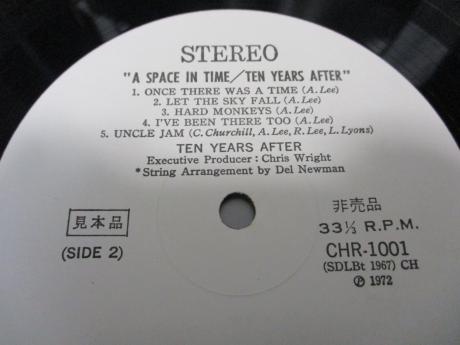 STEREO
"A SPACE IN TIME/TEN YEARS AFTER"
1. ONCE THERE WAS A TIME (A. Lee)
2. LET THE SKY FALL (A. Lee)
3. HARD MONKEYS (A. Lee)
4. I'VE BEEN THERE TOO (A. Lee)
5. UNCLE JAM (C. Churchill, A. Lee, R. Lee, L. Lyons)
TEN YEARS AFTER
Executive Producer : Chris Wright
*String Arrangement by Del Newman
見本品
(SIDE 2)
非売品
33⅓ R.P.M.
CHR-1001
(SDLBt 1967) CH
Ⓟ 1972